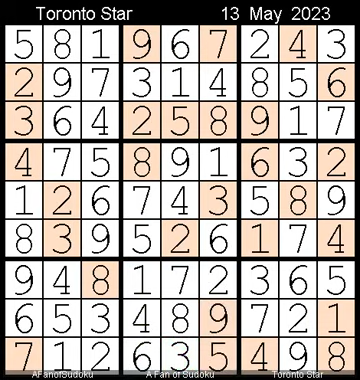 Toronto Star 13 May 2023
5 8 1 9 6 7 2 4 3
2 9 7 3 1 4 8 5 6
3 6 4 2 5 8 9 1 7
4 7 5 8 9 1 6 3 2
1 2 6 7 4 3 5 8 9
8 3 9 5 2 6 1 7 4
9 4 8 1 7 2 3 6 5
6 5 3 4 8 9 7 2 1
7 1 2 6 3 5 4 9 8
AFanofSudoku A Fan of Sudoku Toronto Star